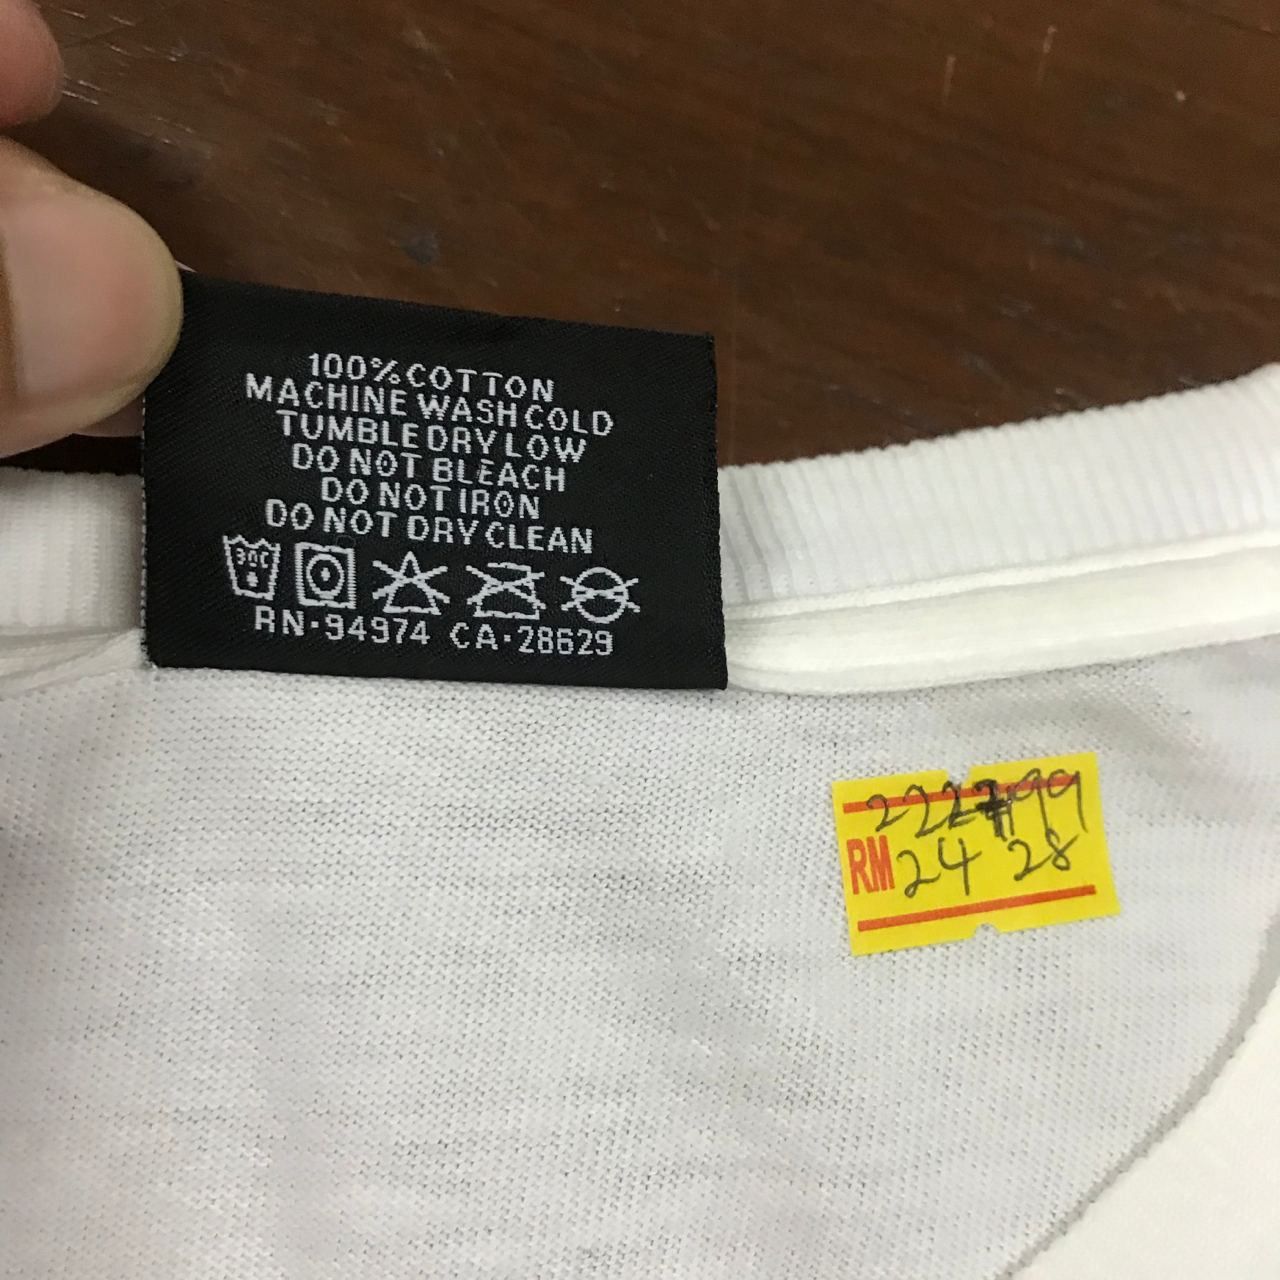 100% COTTON
MACHINE WASH COLD
TUMBLE DRY LOW
DO NOT BLEACH
DO NOT IRON
DO NOT DRY CLEAN
30C
RN·94974 CA·28629
RM 24 28